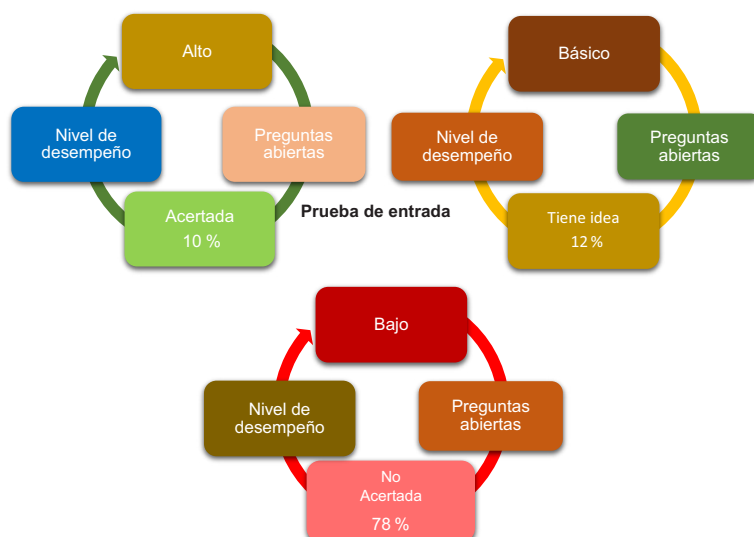 Alto
Nivel de
desempeño
Preguntas
abiertas
Acertada
10 %
Prueba de entrada
Básico
Nivel de
desempeño
Preguntas
abiertas
Tiene idea
12 %
Bajo
Nivel de
desempeño
Preguntas
abiertas
No
Acertada
78 %